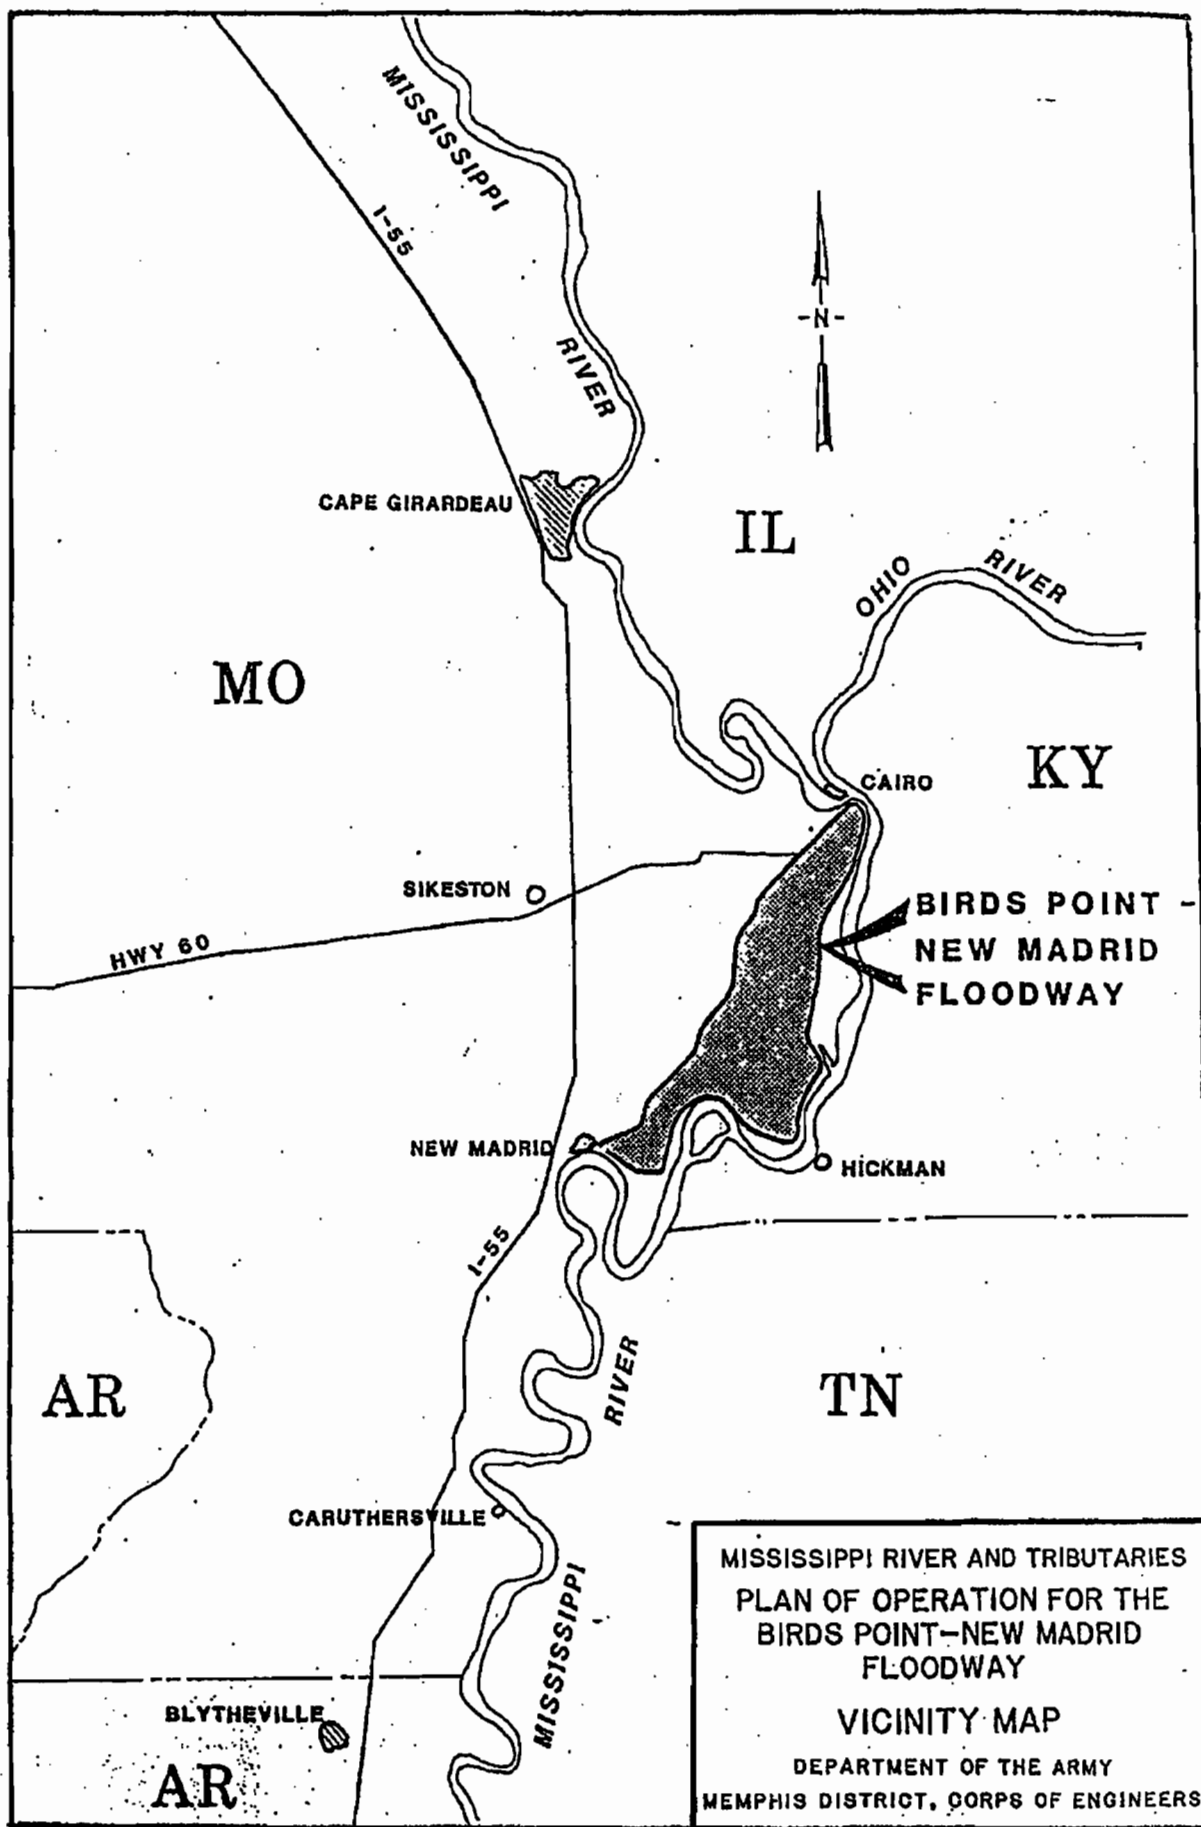 MISSISSIPPI
I-55
-N-
RIVER
CAPE GIRARDEAU
IL
OHIO
RIVER
MO
CAIRO
KY
SIKESTON
HWY 60
BIRDS POINT -
NEW MADRID
FLOODWAY
NEW MADRID
HICKMAN
I-55
RIVER
AR
TN
CARUTHERSVILLE
MISSISSIPPI
BLYTHEVILLE
AR
MISSISSIPPI RIVER AND TRIBUTARIES
PLAN OF OPERATION FOR THE
BIRDS POINT-NEW MADRID
FLOODWAY
VICINITY MAP
DEPARTMENT OF THE ARMY
MEMPHIS DISTRICT, CORPS OF ENGINEERS